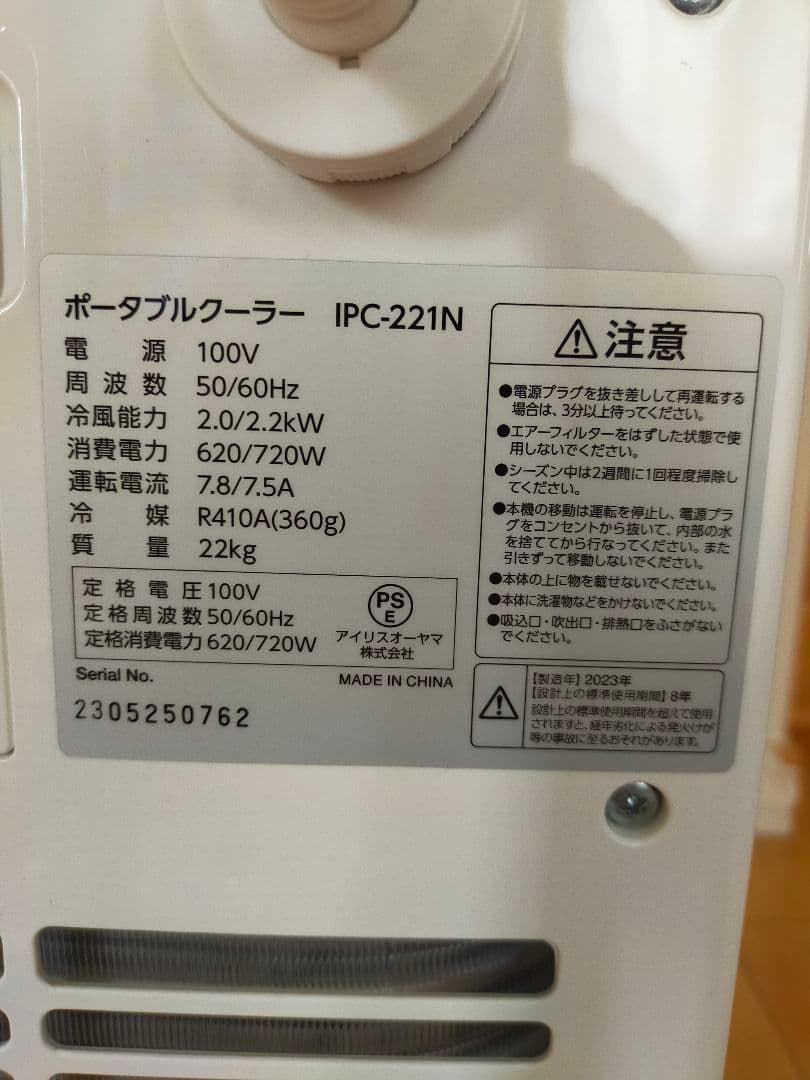 ポータブルクーラー IPC-221N
電源 100V
周波数 50/60Hz
冷風能力 2.0/2.2kW
消費電力 620/720W
運転電流 7.8/7.5A
冷媒 R410A(360g)
質量 22kg
定格電圧 100V
定格周波数 50/60Hz
定格消費電力 620/720W
PS
E
アイリスオーヤマ
株式会社
Serial No.
MADE IN CHINA
2305250762
注意
●電源プラグを抜き差しして再運転する
場合は、3分以上待ってください。
●エアーフィルターをはずした状態で使
用しないでください。
●シーズン中は2週間に1回程度掃除し
てください。
●本機の移動は運転を停止し、電源プラ
グをコンセントから抜いて、内部の水
を捨ててから行なってください。また
引きずって移動しないでください。
●本体の上に物を載せないでください。
●本体に洗濯物などをかけないでください。
●吸込口・吹出口・排熱口をふさがない
でください。
【製造年】2023年
【設計上の標準使用期間】8年
設計上の標準使用期間を超えて使用
されますと、経年劣化による発火けが
等の事故に至るおそれがあります。